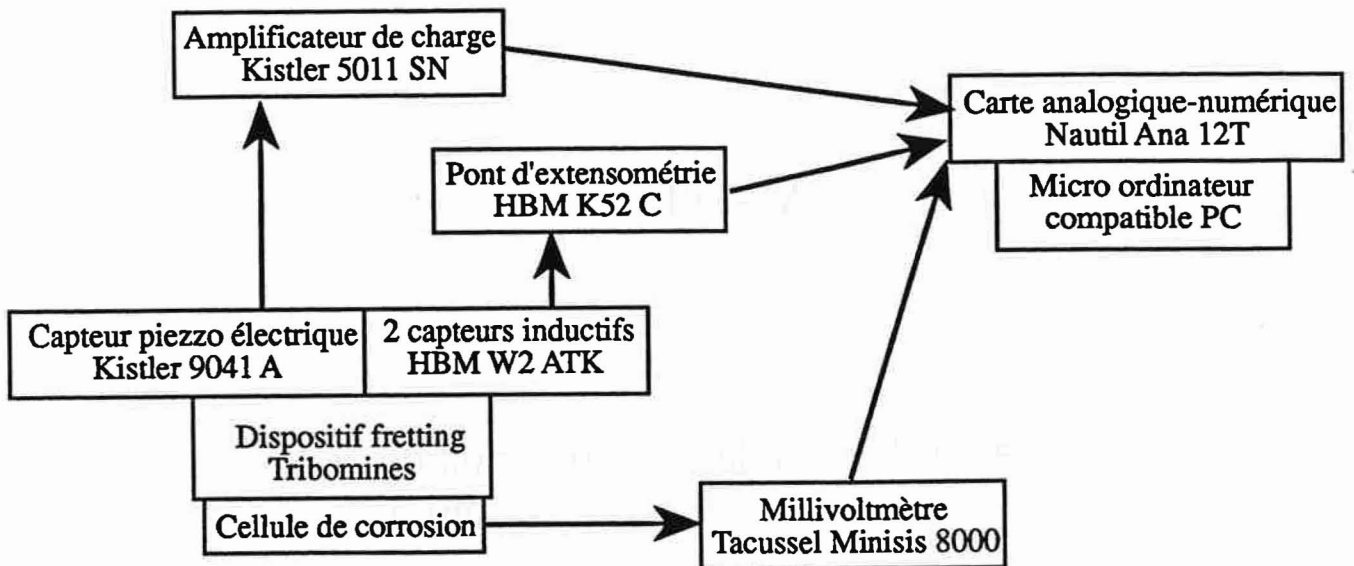 Amplificateur de charge
Kistler 5011 SN
Carte analogique-numérique
Nautil Ana 12T
Micro ordinateur
compatible PC
Pont d'extensométrie
HBM K52 C
Capteur piezzo électrique
Kistler 9041 A
2 capteurs inductifs
HBM W2 ATK
Dispositif fretting
Tribomines
Cellule de corrosion
Millivoltmètre
Tacussel Minisis 8000